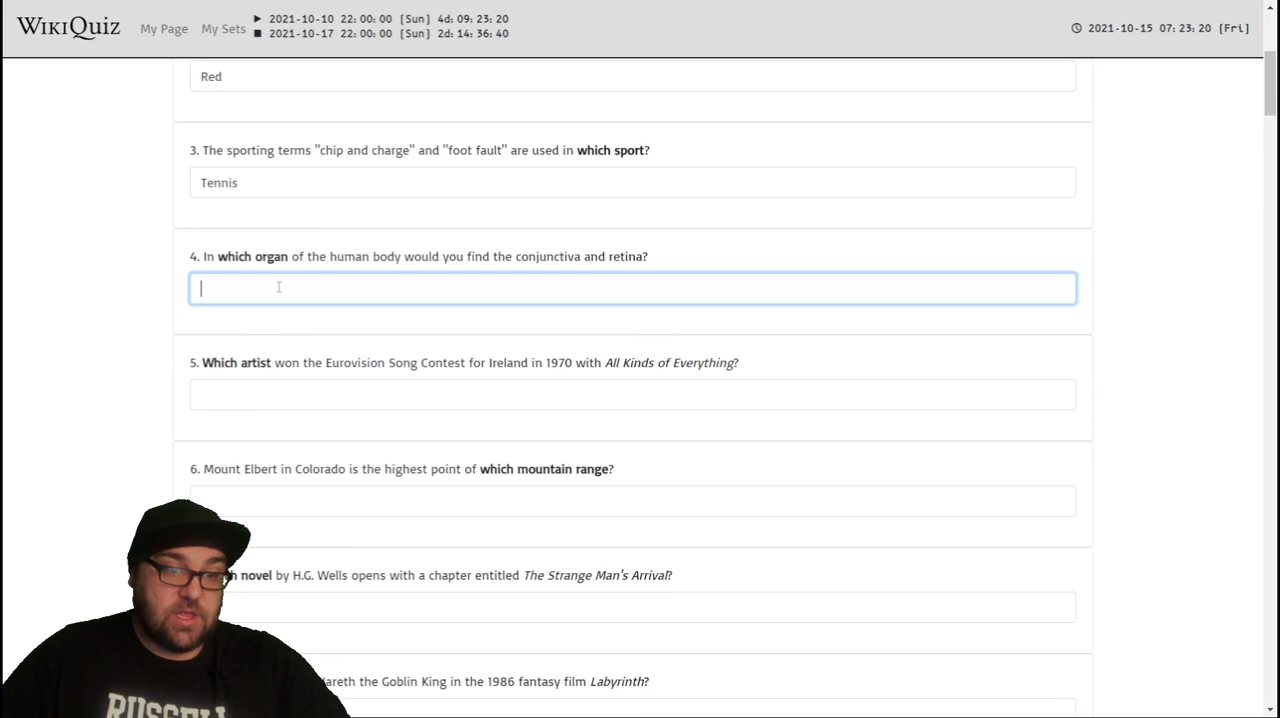 WikiQuiz
My Page
My Sets
2021-10-10 22:00:00 [Sun] 4d:09:23:20
2021-10-17 22:00:00 [Sun] 2d:14:36:40
2021-10-15 07:23:20 [Fri]
Red
3. The sporting terms "chip and charge" and "foot fault" are used in which sport?
Tennis
4. In which organ of the human body would you find the conjunctiva and retina?
5. Which artist won the Eurovision Song Contest for Ireland in 1970 with All Kinds of Everything?
6. Mount Elbert in Colorado is the highest point of which mountain range?
novel by H.G. Wells opens with a chapter entitled The Strange Man's Arrival?
the Goblin King in the 1986 fantasy film Labyrinth?
RUSSELL